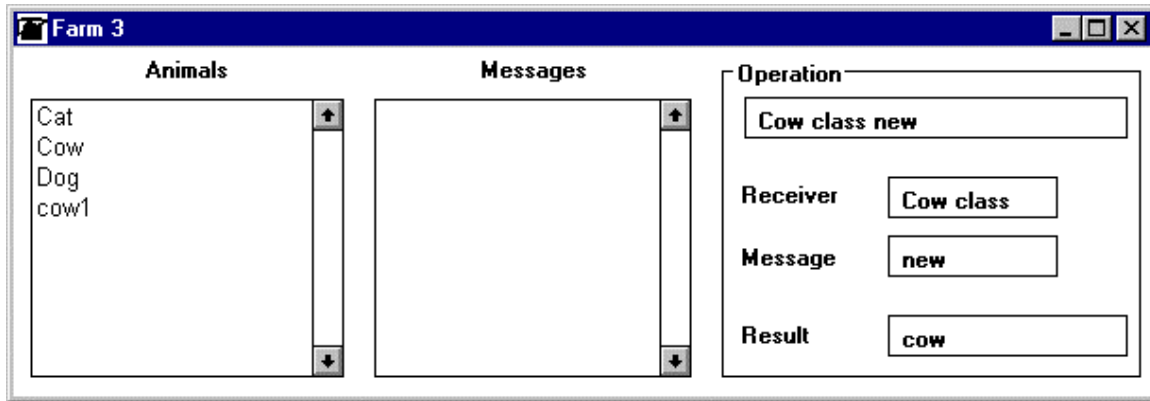 Farm 3
Animals
Cat
Cow
Dog
cow1
Messages
Operation
Cow class new
Receiver
Cow class
Message
new
Result
cow